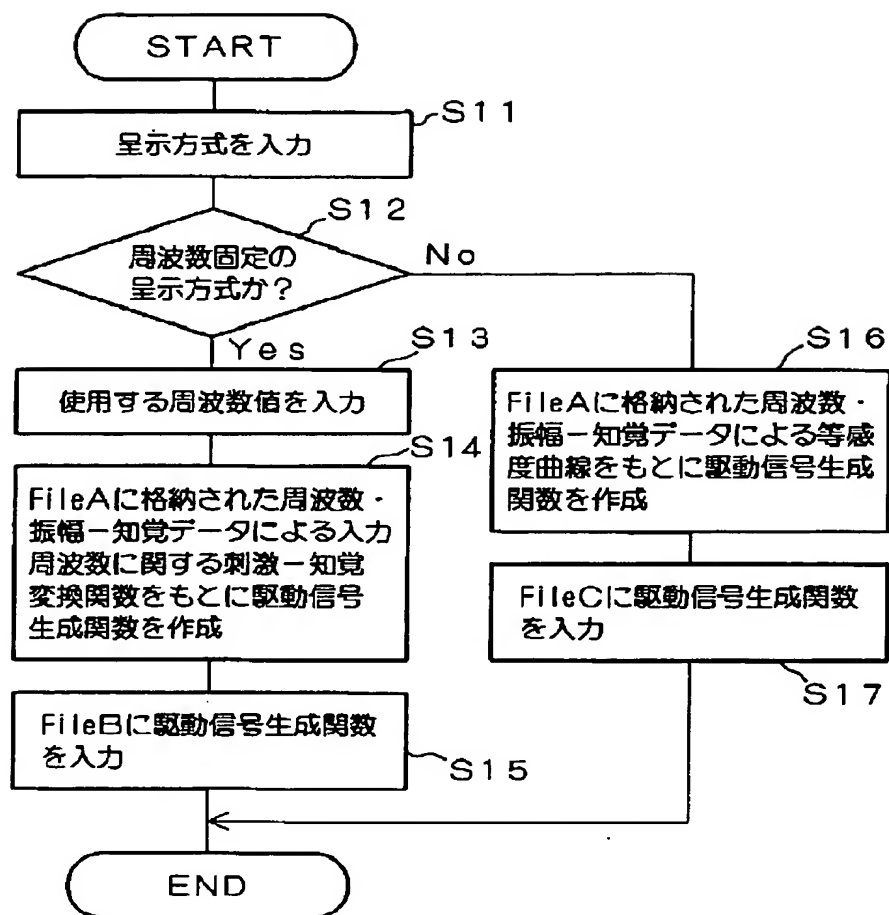 START
S11
呈示方式を入力
S12
周波数固定の
呈示方式か?
No
Yes
S13
使用する周波数値を入力
S14
FileAに格納された周波数・
振幅ー知覚データによる入力
周波数に関する刺激ー知覚
変換関数をもとに駆動信号
生成関数を作成
FileBに駆動信号生成関数
を入力
S15
S16
FileAに格納された周波数・
振幅ー知覚データによる等感
度曲線をもとに駆動信号生成
関数を作成
FileCに駆動信号生成関数
を入力
S17
END